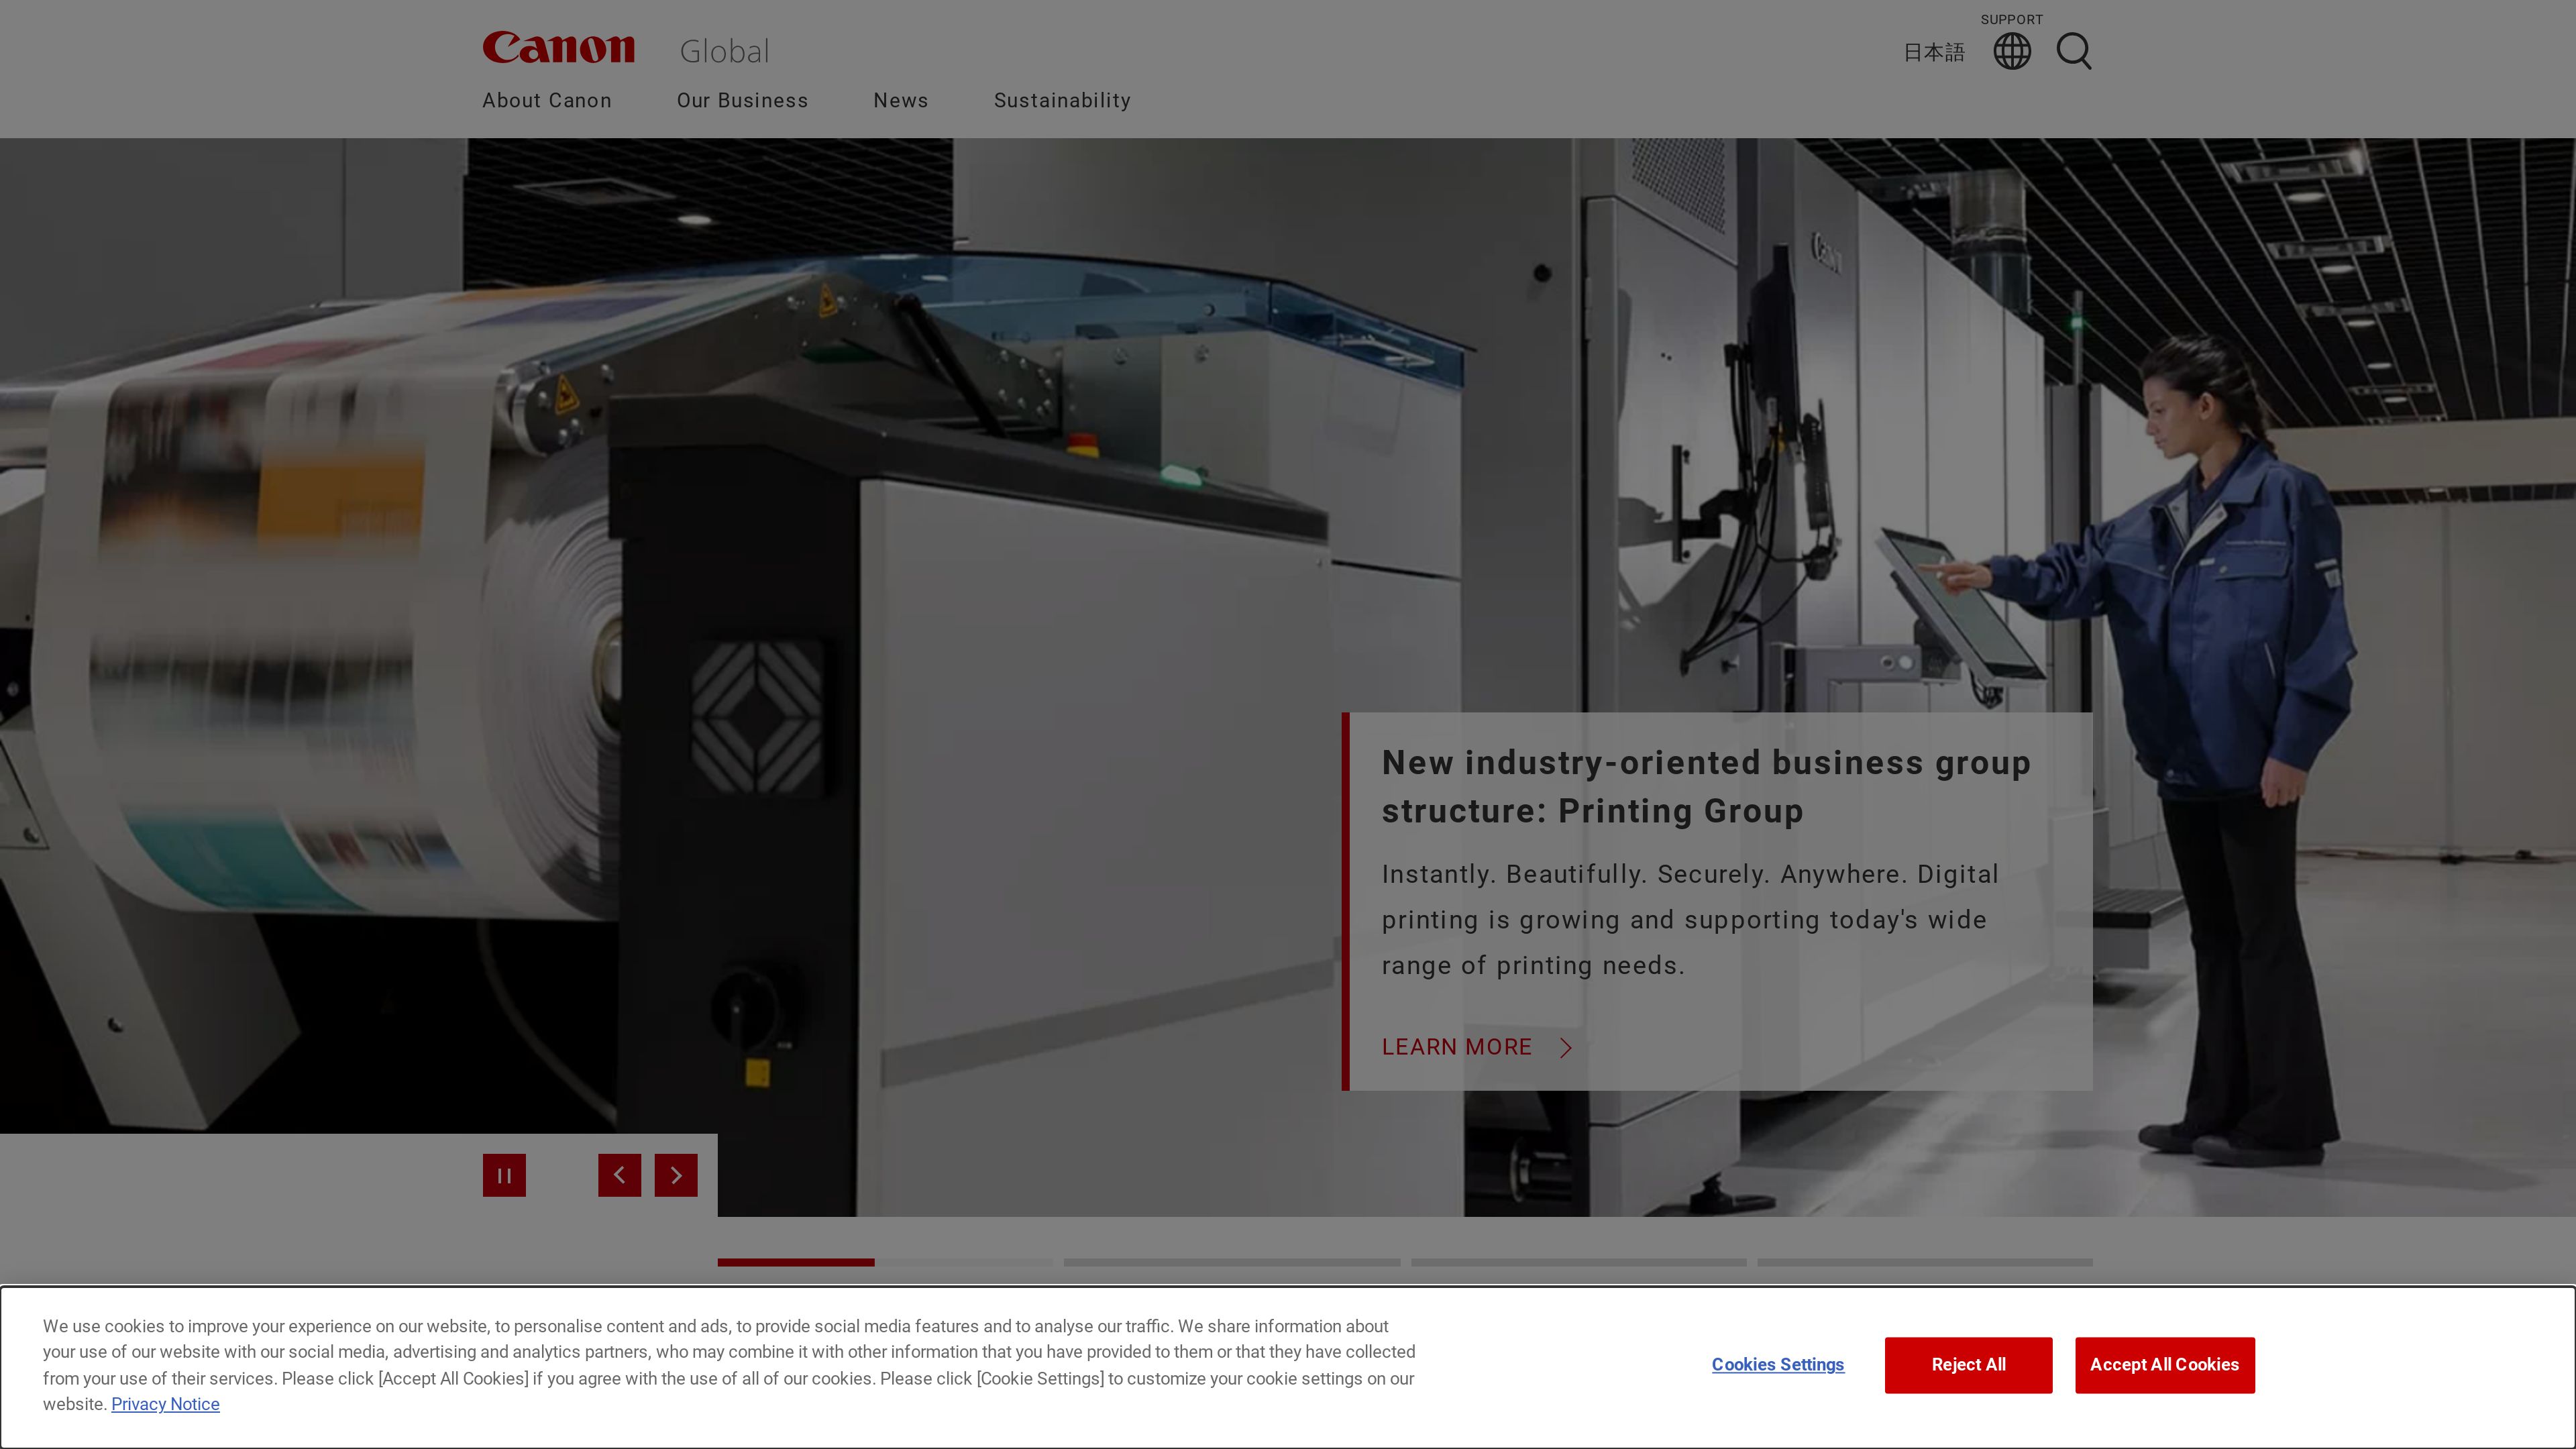 Canon Global
SUPPORT
日本語
About Canon Our Business News Sustainability
Canon
New industry-oriented business group
structure: Printing Group
Instantly. Beautifully. Securely. Anywhere. Digital
printing is growing and supporting today's wide
range of printing needs.
LEARN MORE
We use cookies to improve your experience on our website, to personalise content and ads, to provide social media features and to analyse our traffic. We share information about
your use of our website with our social media, advertising and analytics partners, who may combine it with other information that you have provided to them or that they have collected
from your use of their services. Please click [Accept All Cookies] if you agree with the use of all of our cookies. Please click [Cookie Settings] to customize your cookie settings on our
website. Privacy Notice
Cookies Settings
Reject All
Accept All Cookies